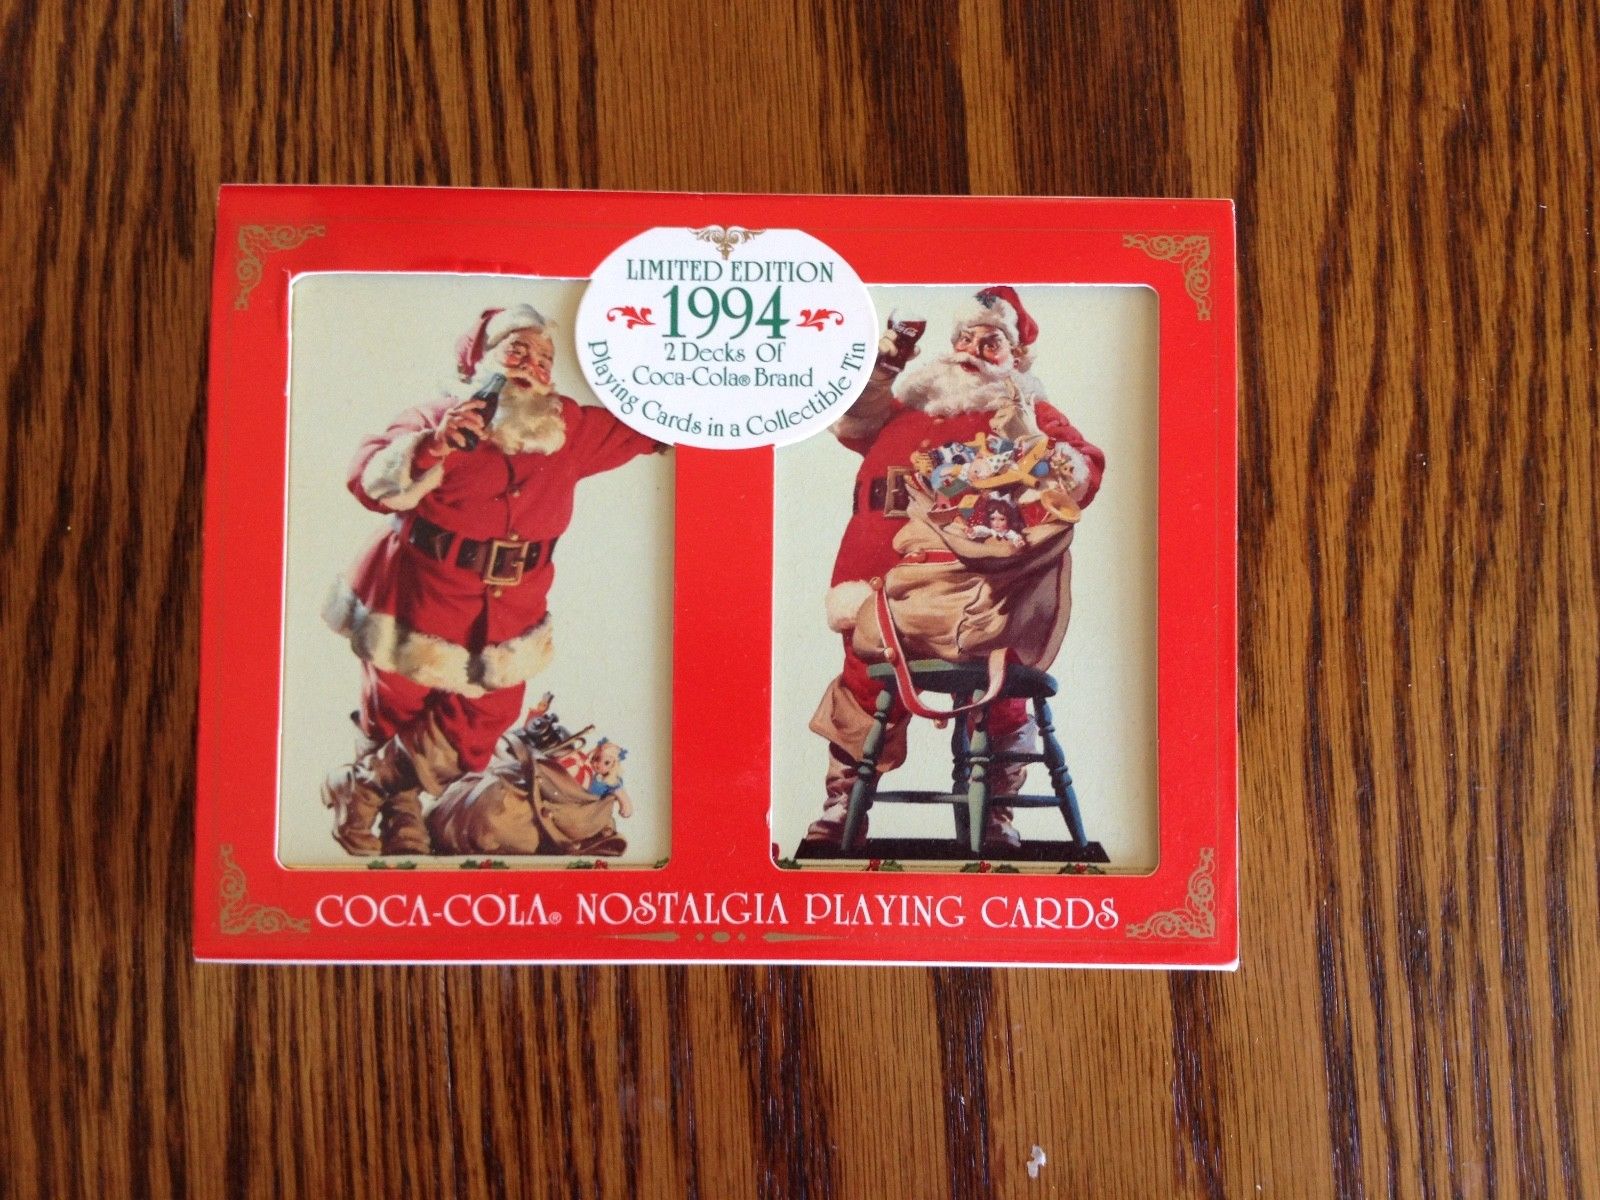 LIMITED EDITION
1994
2 Decks Of
Coca-Cola® Brand
Playing Cards in a Collectible Tin
COCA-COLA® NOSTALGIA PLAYING CARDS